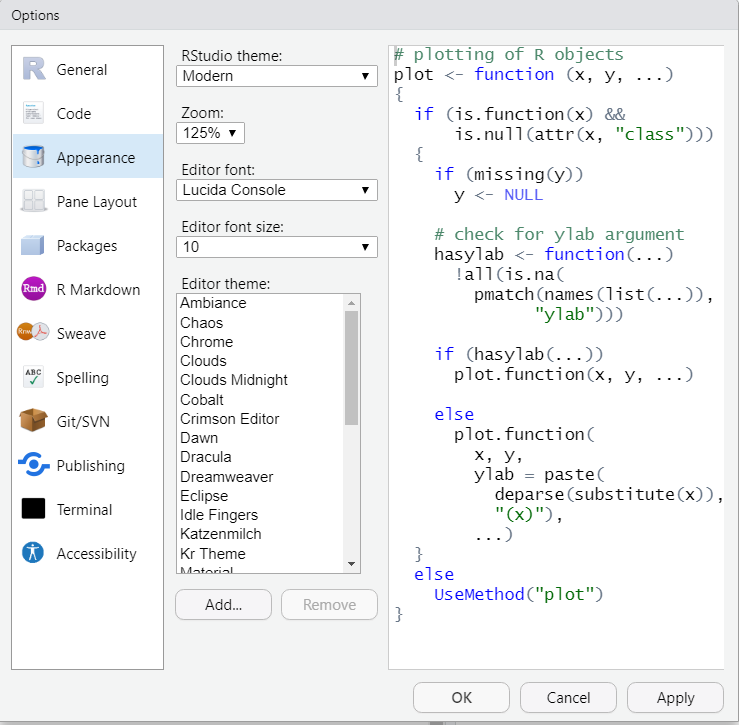 Options
R
General
Code
Appearance
Pane Layout
Packages
Rmd
R Markdown
Rnw
Sweave
ABC
Spelling
Git/SVN
Publishing
Terminal
Accessibility
RStudio theme:
Modern
Zoom:
125%
Editor font:
Lucida Console
Editor font size:
10
Editor theme:
Ambiance
Chaos
Chrome
Clouds
Clouds Midnight
Cobalt
Crimson Editor
Dawn
Dracula
Dreamweaver
Eclipse
Idle Fingers
Katzenmilch
Kr Theme
Material
Add...
Remove
# plotting of R objects
plot <- function (x, y, ...)
{
  if (is.function(x) &&
      is.null(attr(x, "class")))
  {
    if (missing(y))
      y <- NULL

    # check for ylab argument
    hasylab <- function(...)
      !all(is.na(
        pmatch(names(list(...)),
              "ylab")))

    if (hasylab(...))
      plot.function(x, y, ...)

    else
      plot.function(
        x, y,
        ylab = paste(
          deparse(substitute(x)),
          "(x)"),
        ...)
  }
  else
    UseMethod("plot")
}
OK
Cancel
Apply